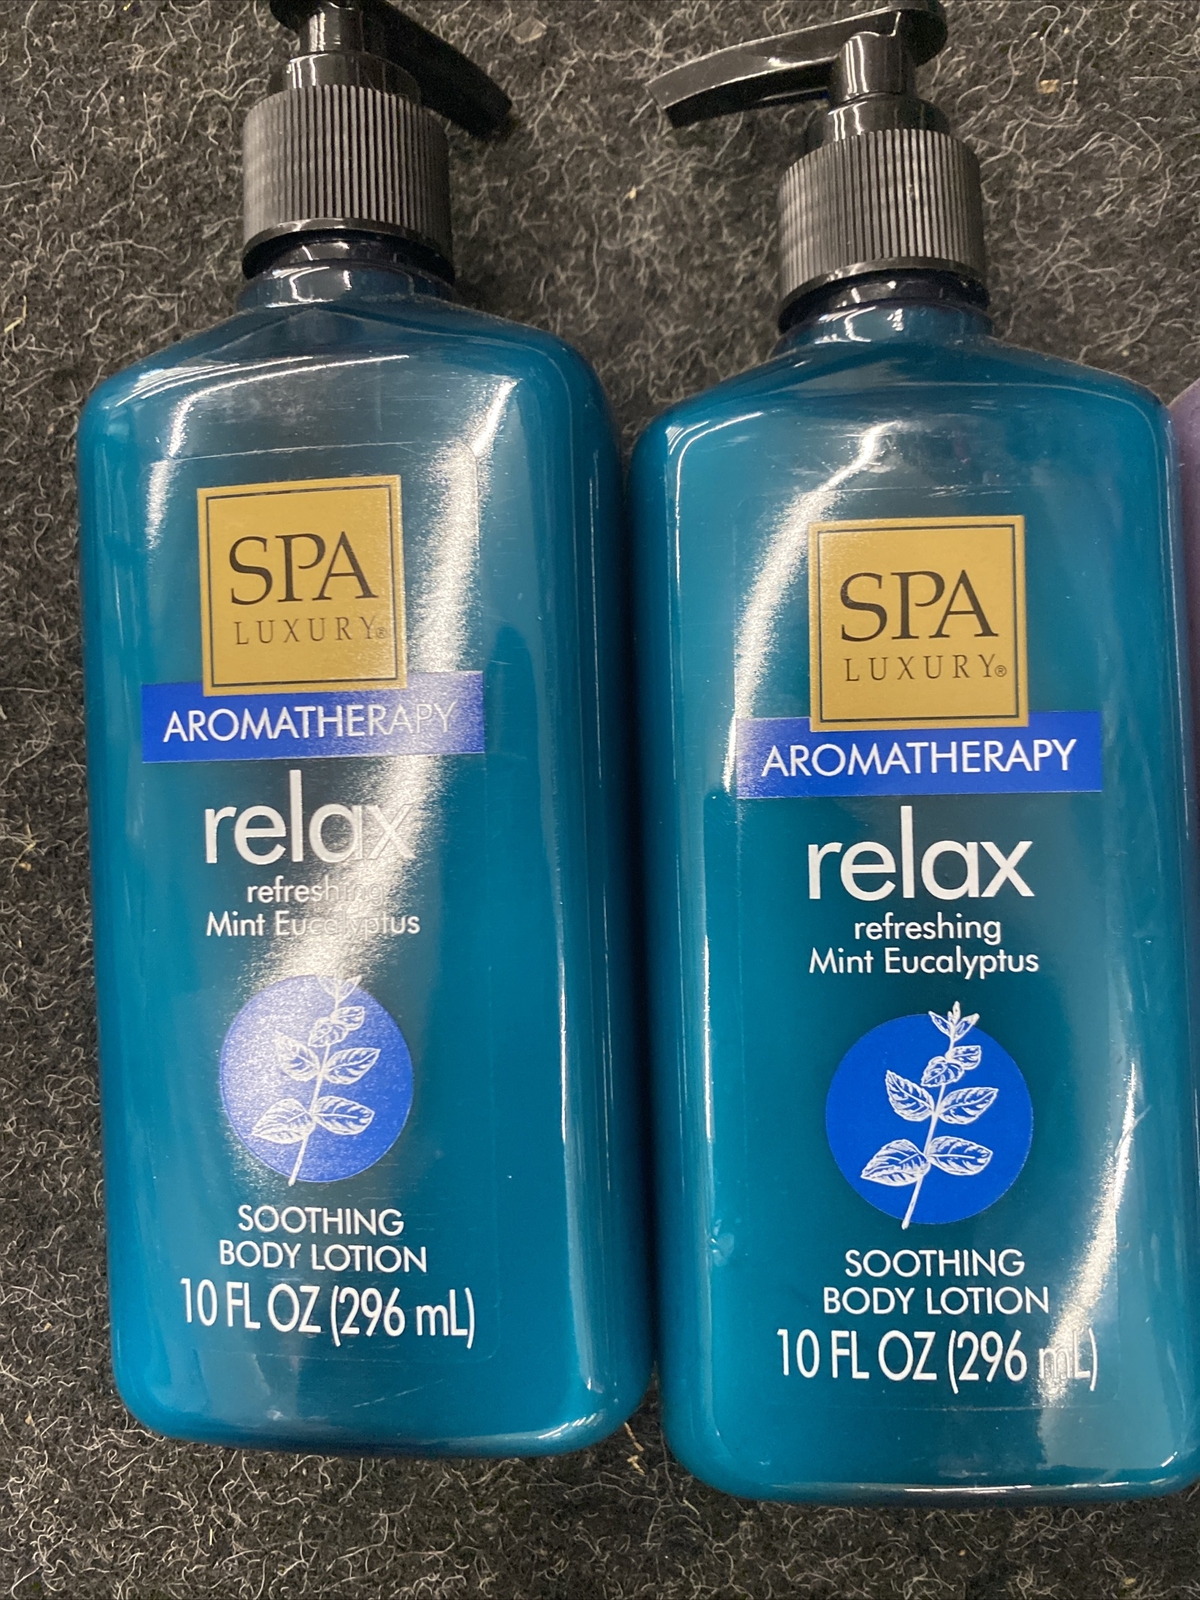 SPA
LUXURY®
AROMATHERAPY
relax
refreshing
Mint Eucalyptus
SOOTHING
BODY LOTION
10 FL OZ (296 mL)
SPA
LUXURY®
AROMATHERAPY
relax
refreshing
Mint Eucalyptus
SOOTHING
BODY LOTION
10 FL OZ (296 mL)